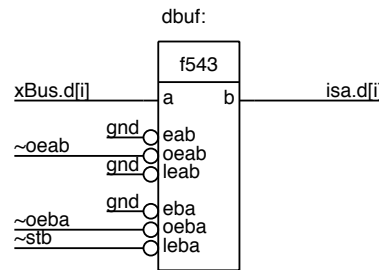 dbuf:
f543
xBus.d[i] a b isa.d[i]
gnd eab
~oeab oeab
gnd leab
gnd eba
~oeba oeba
~stb leba